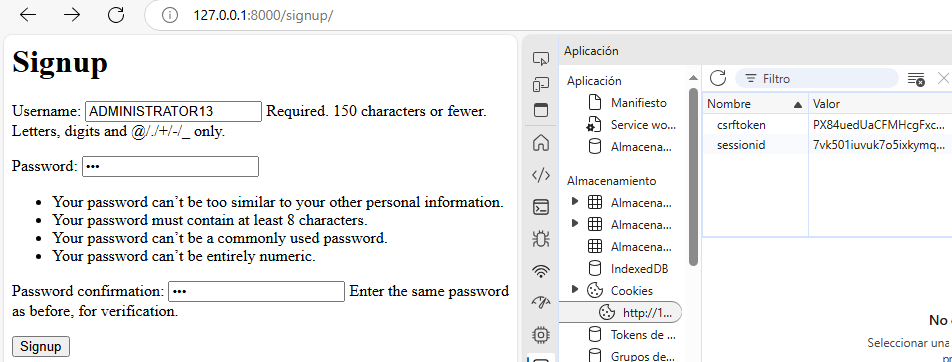 127.0.0.1:8000/signup/
Signup
Username: ADMINISTRATOR13 Required. 150 characters or fewer.
Letters, digits and @/./+/-/_ only.
Password: •••
• Your password can't be too similar to your other personal information.
• Your password must contain at least 8 characters.
• Your password can't be a commonly used password.
• Your password can't be entirely numeric.
Password confirmation: ••• Enter the same password
as before, for verification.
Signup
Aplicación
Aplicación
Manifiesto
Service wo...
Almacena...
Almacenamiento
Almacena...
Almacena...
Almacena...
IndexedDB
Cookies
http://1...
Tokens de
Grupos de
Filtro
Nombre Valor
csrftoken PX84uedUaCFMHcgFxc...
sessionid 7vk501iuvuk7o5ixkymq...
No
Seleccionar una